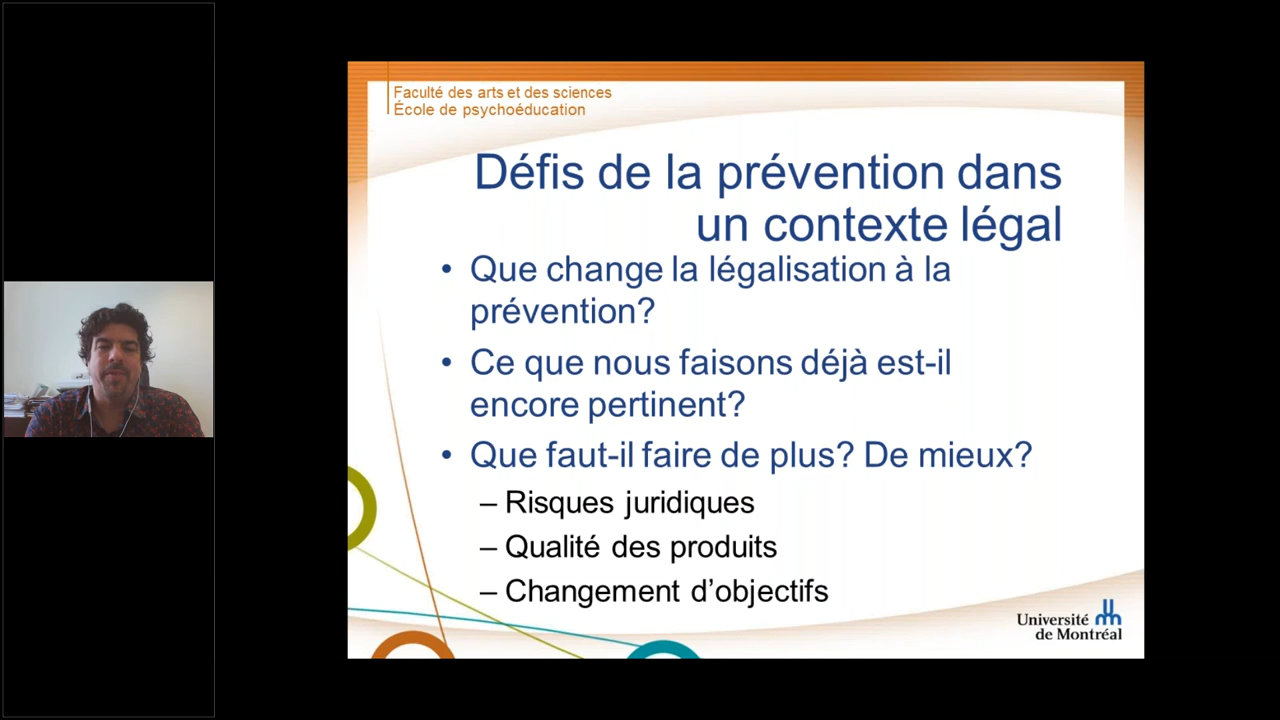 Faculté des arts et des sciences
École de psychoéducation
Défis de la prévention dans
un contexte légal
• Que change la légalisation à la
prévention?
• Ce que nous faisons déjà est-il
encore pertinent?
• Que faut-il faire de plus? De mieux?
– Risques juridiques
– Qualité des produits
– Changement d’objectifs
Université
de Montréal